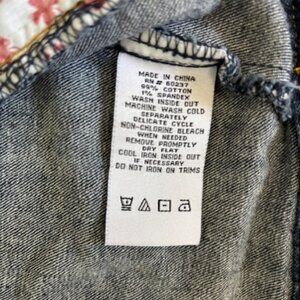 MADE IN CHINA
RN # 60237
99% COTTON
1% SPANDEX
WASH INSIDE OUT
MACHINE WASH COLD
SEPARATELY
DELICATE CYCLE
NON-CHLORINE BLEACH
WHEN NEEDED
REMOVE PROMPTLY
DRY FLAT
COOL IRON INSIDE OUT
IF NECESSARY
DO NOT IRON ON TRIMS